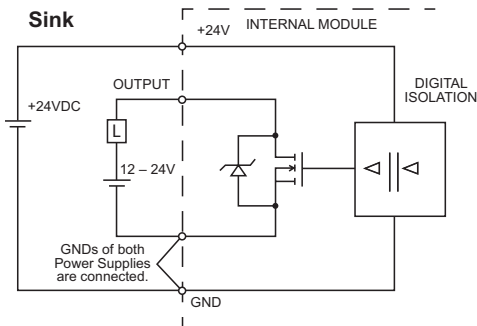 Sink
INTERNAL MODULE
+24V
OUTPUT
DIGITAL
ISOLATION
+24VDC
L
12 – 24V
GNDs of both
Power Supplies
are connected.
GND